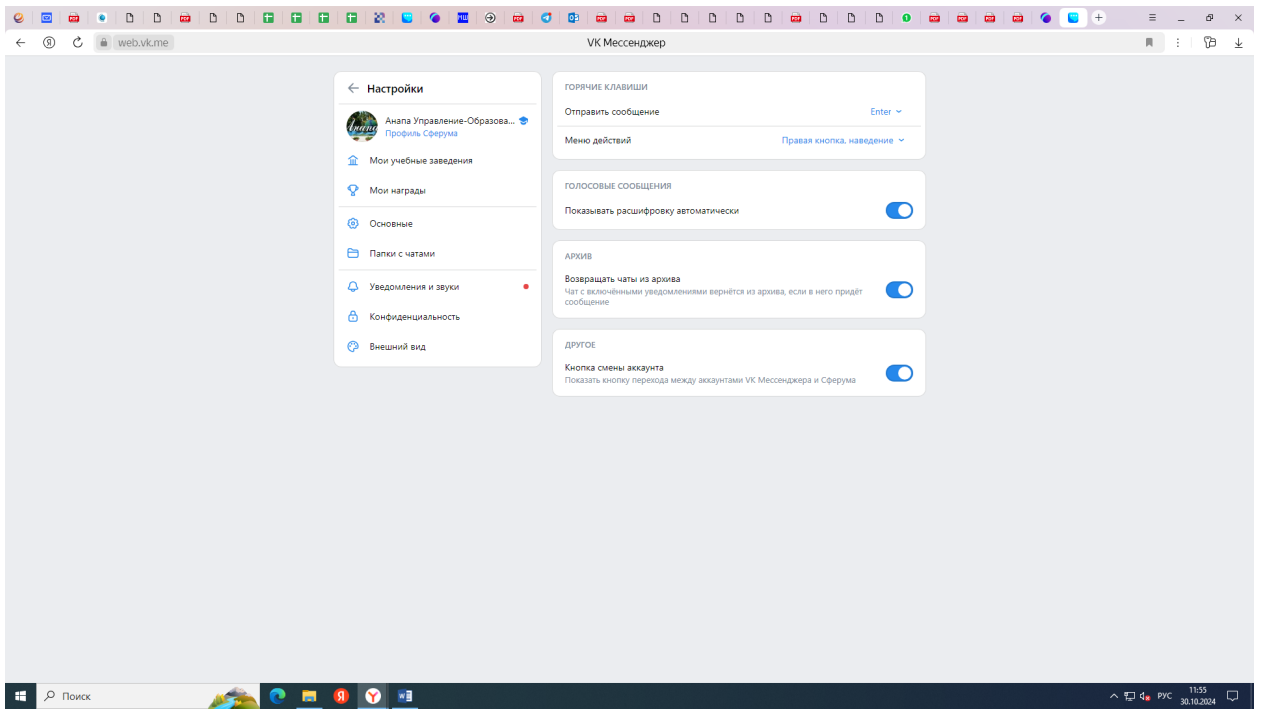 web.vk.me
VK Мессенджер
Настройки
Анапа Управление-Образова...
Профиль Сферума
Мои учебные заведения
Мои награды
Основные
Папки с чатами
Уведомления и звуки
Конфиденциальность
Внешний вид
ГОРЯЧИЕ КЛАВИШИ
Отправить сообщение
Enter
Меню действий
Правая кнопка, наведение
ГОЛОСОВЫЕ СООБЩЕНИЯ
Показывать расшифровку автоматически
АРХИВ
Возвращать чаты из архива
Чат с включёнными уведомлениями вернётся из архива, если в него придёт
сообщение
ДРУГОЕ
Кнопка смены аккаунта
Показать кнопку перехода между аккаунтами VK Мессенджера и Сферума
Поиск
РУС
11:55
30.10.2024